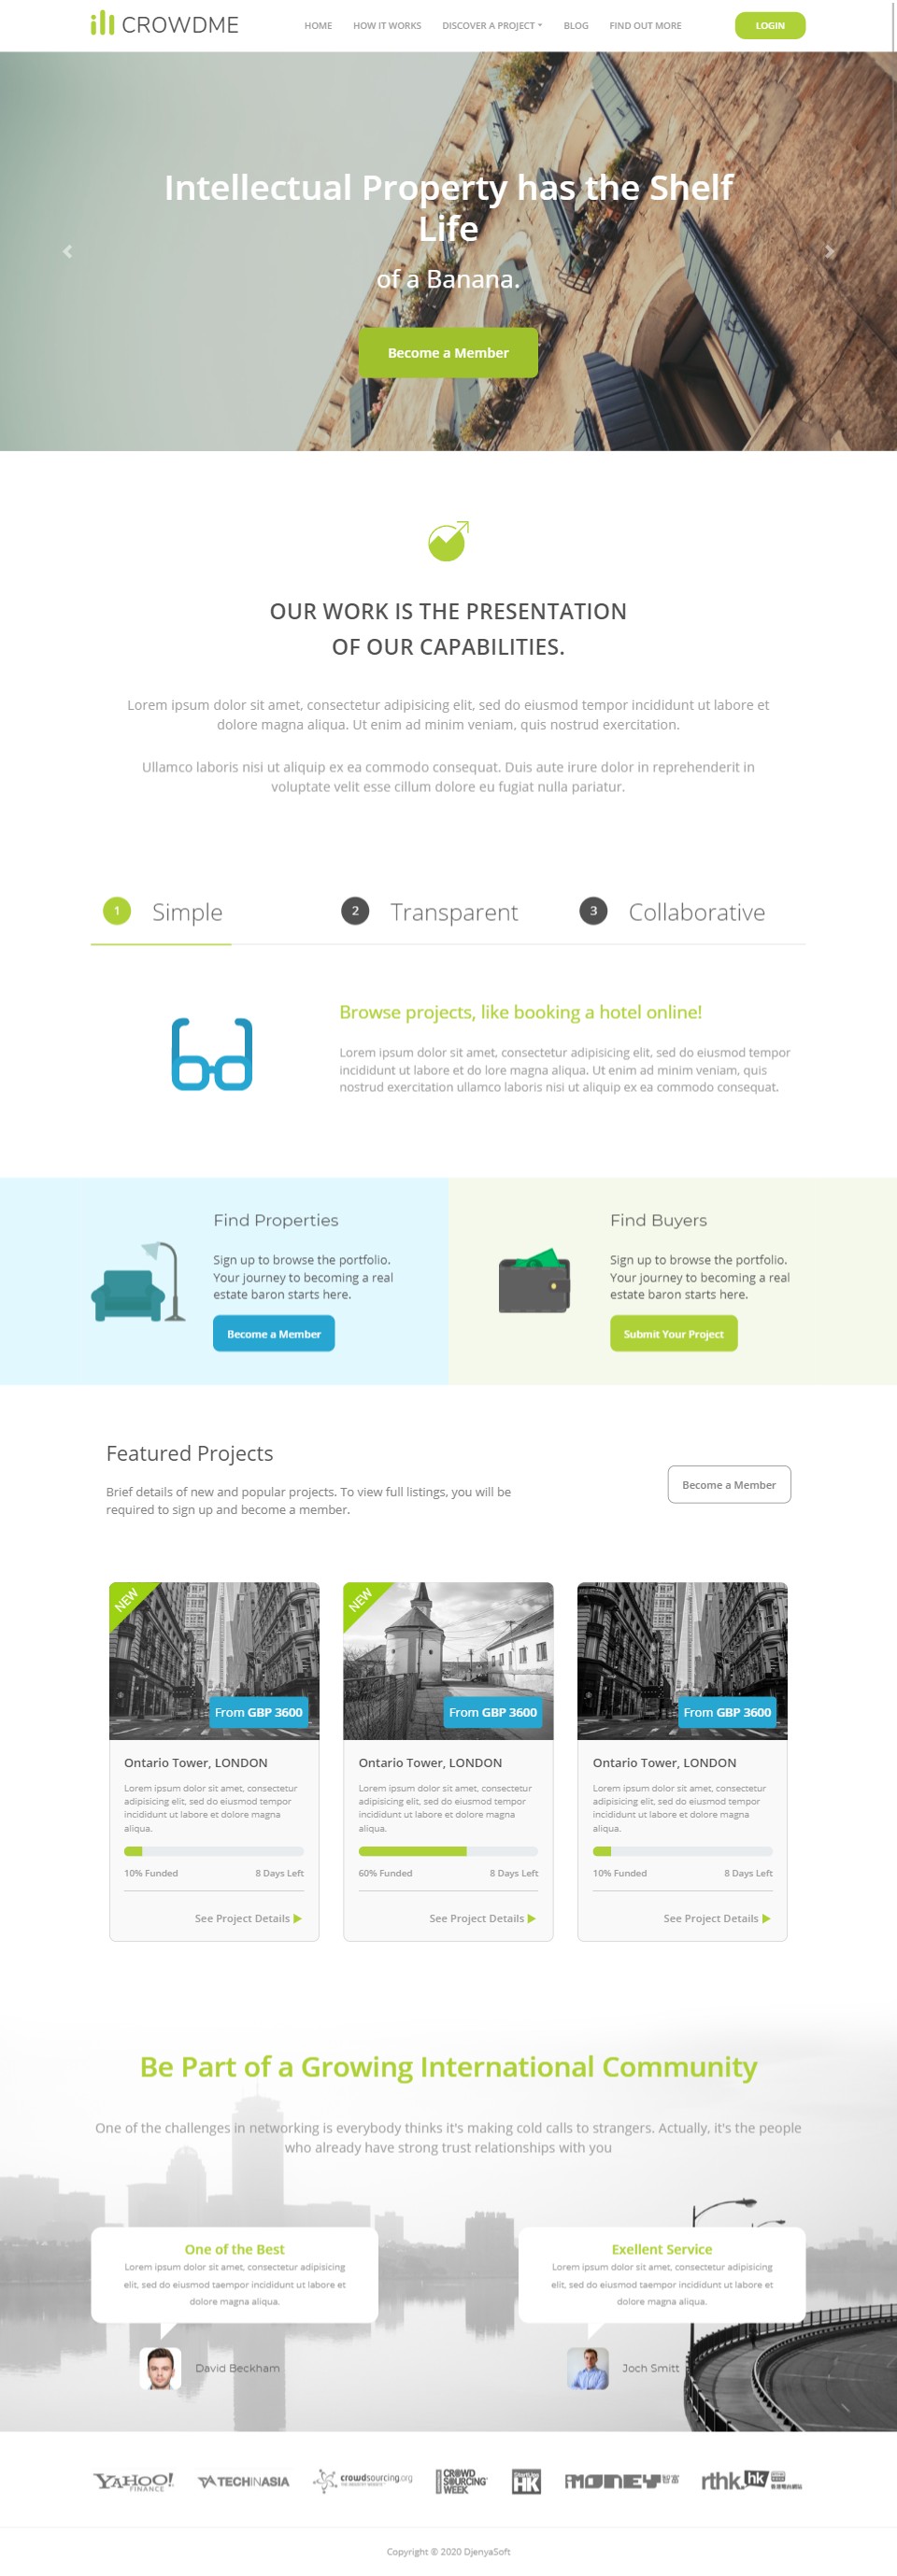 CROWDME
HOME HOW IT WORKS DISCOVER A PROJECT BLOG FIND OUT MORE LOGIN
Intellectual Property has the Shelf
Life
of a Banana.
Become a Member
OUR WORK IS THE PRESENTATION
OF OUR CAPABILITIES.
Lorem ipsum dolor sit amet, consectetur adipisicing elit, sed do eiusmod tempor incididunt ut labore et
dolore magna aliqua. Ut enim ad minim veniam, quis nostrud exercitation.
Ullamco laboris nisi ut aliquip ex ea commodo consequat. Duis aute irure dolor in reprehenderit in
voluptate velit esse cillum dolore eu fugiat nulla pariatur.
1 Simple
2 Transparent
3 Collaborative
Browse projects, like booking a hotel online!
Lorem ipsum dolor sit amet, consectetur adipisicing elit, sed do eiusmod tempor
incididunt ut labore et do lore magna aliqua. Ut enim ad minim veniam, quis
nostrud exercitation ullamco laboris nisi ut aliquip ex ea commodo consequat.
Find Properties
Sign up to browse the portfolio.
Your journey to becoming a real
estate baron starts here.
Become a Member
Find Buyers
Sign up to browse the portfolio.
Your journey to becoming a real
estate baron starts here.
Submit Your Project
Featured Projects
Brief details of new and popular projects. To view full listings, you will be
required to sign up and become a member.
Become a Member
NEW
From GBP 3600
Ontario Tower, LONDON
Lorem ipsum dolor sit amet, consectetur
adipisicing elit, sed do eiusmod tempor
incididunt ut labore et dolore magna
aliqua.
10% Funded 8 Days Left
See Project Details
NEW
From GBP 3600
Ontario Tower, LONDON
Lorem ipsum dolor sit amet, consectetur
adipisicing elit, sed do eiusmod tempor
incididunt ut labore et dolore magna
aliqua.
60% Funded 8 Days Left
See Project Details
From GBP 3600
Ontario Tower, LONDON
Lorem ipsum dolor sit amet, consectetur
adipisicing elit, sed do eiusmod tempor
incididunt ut labore et dolore magna
aliqua.
10% Funded 8 Days Left
See Project Details
Be Part of a Growing International Community
One of the challenges in networking is everybody thinks it's making cold calls to strangers. Actually, it's the people
who already have strong trust relationships with you
One of the Best
Lorem ipsum dolor sit amet, consectetur adipisicing
elit, sed do eiusmod taempor incididunt ut labore et
dolore magna aliqua.
David Beckham
Exellent Service
Lorem ipsum dolor sit amet, consectetur adipisicing
elit, sed do eiusmod taempor incididunt ut labore et
dolore magna aliqua.
Joch Smitt
YAHOO!
FINANCE
TECHINASIA
crowdsourcing.org
CROWD
SOURCING
WEEK
HK
MONEY
rthk.hk
Copyright © 2020 DjenyaSoft